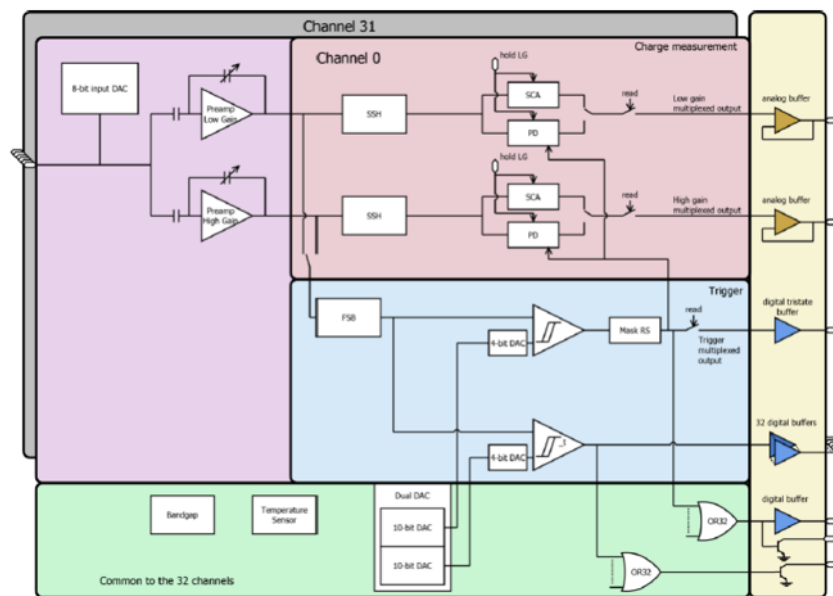 Channel 31
Channel 0
Charge measurement
8-bit input DAC
Preamp
Low Gain
SSH
hold LG
SCA
PD
read
Low gain
multiplexed output
analog buffer
Preamp
High Gain
SSH
hold LG
SCA
PD
read
High gain
multiplexed output
analog buffer
Trigger
FSB
4-bit DAC
Mask RS
read
Trigger
multiplexed
output
digital tristate
buffer
4-bit DAC
32 digital buffers
Bandgap
Temperature
Sensor
Dual DAC
10-bit DAC
10-bit DAC
OR32
digital buffer
OR32
Common to the 32 channels